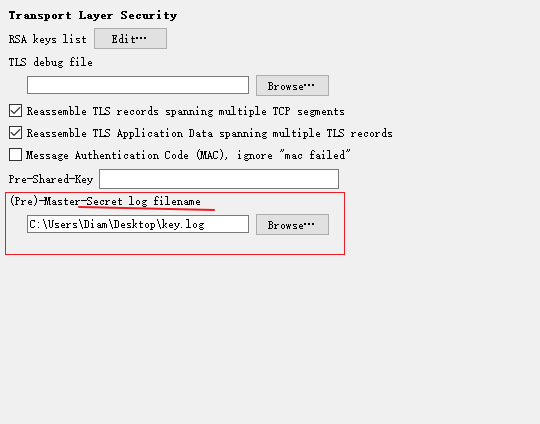 Transport Layer Security
RSA keys list Edit…
TLS debug file
Browse…
Reassemble TLS records spanning multiple TCP segments
Reassemble TLS Application Data spanning multiple TLS records
Message Authentication Code (MAC), ignore "mac failed"
Pre-Shared-Key
(Pre)-Master-Secret log filename
C:\Users\Diam\Desktop\key.log Browse…